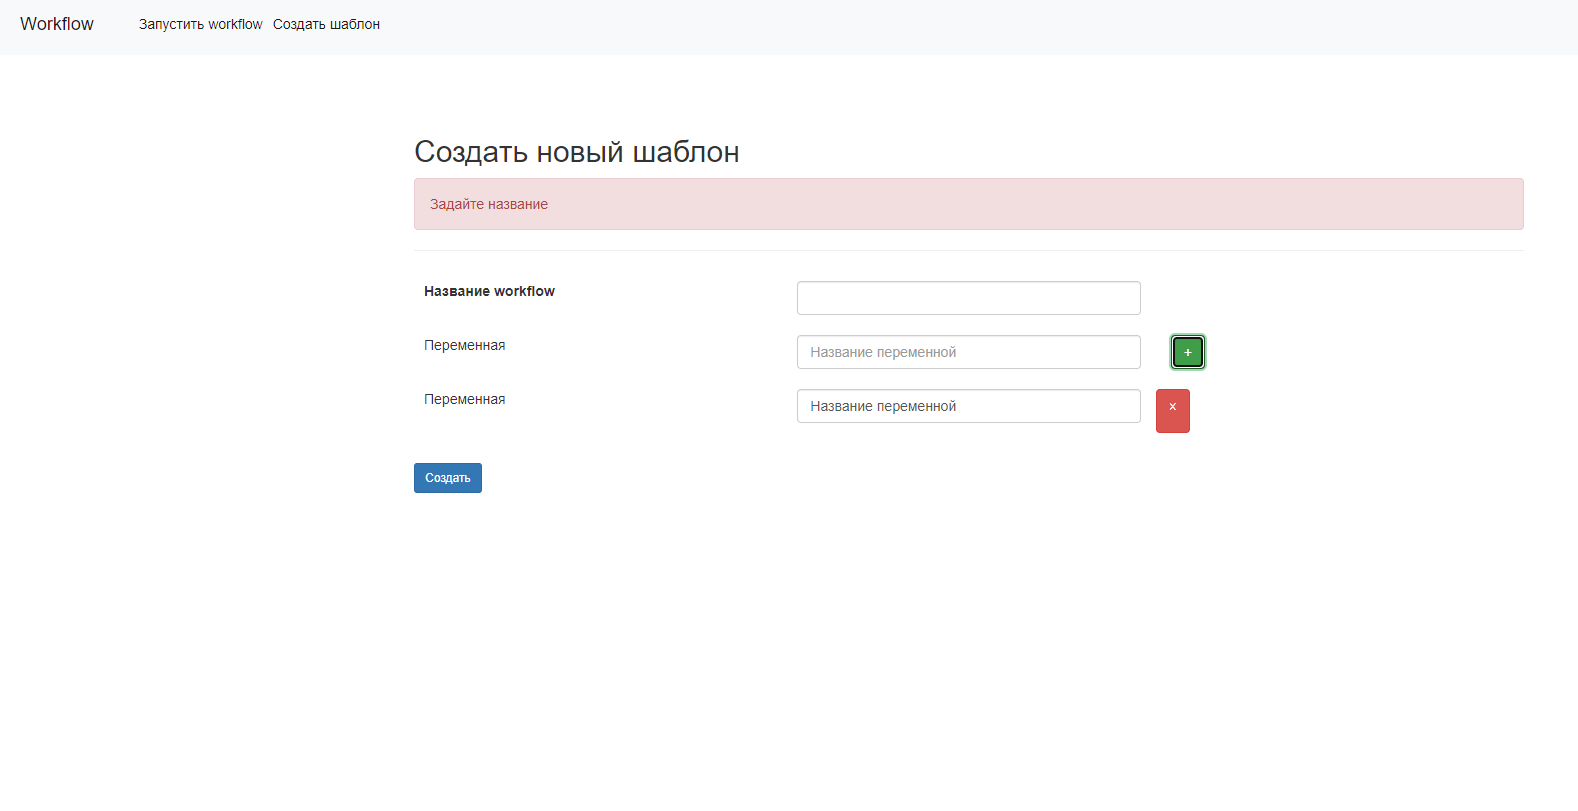 Workflow Запустить workflow Создать шаблон
Создать новый шаблон
Задайте название
Название workflow
Переменная Название переменной +
Переменная Название переменной x
Создать